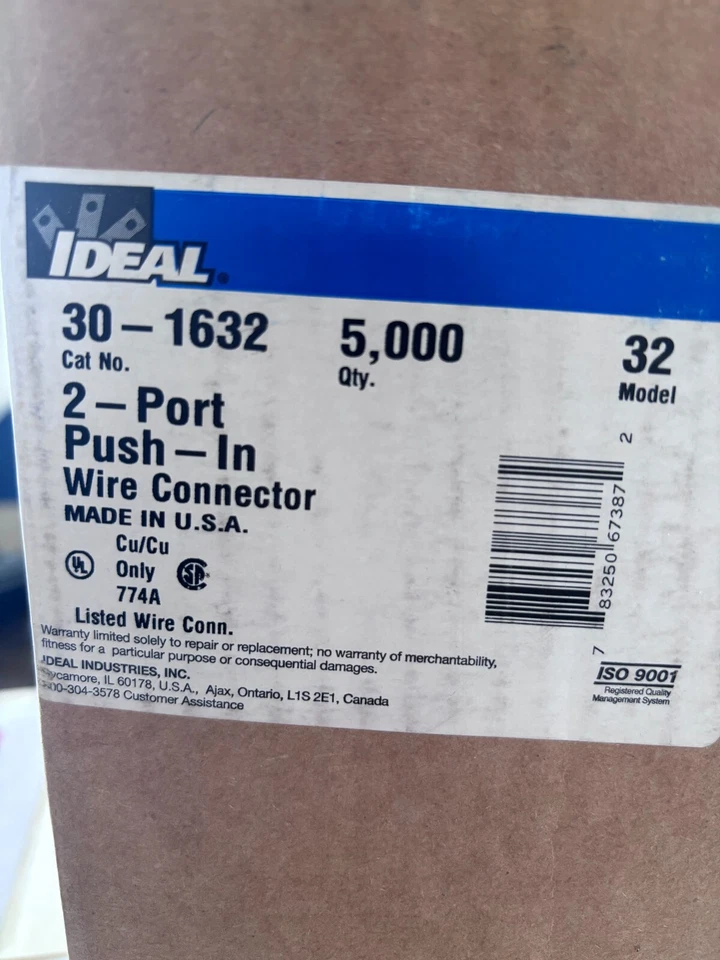 IDEAL®
30-1632 5,000 32
Cat No. Qty. Model
2-Port
Push-In
Wire Connector
MADE IN U.S.A.
Cu/Cu
UL Only SP®
774A
Listed Wire Conn.
Warranty limited solely to repair or replacement; no warranty of merchantability,
fitness for a particular purpose or consequential damages.
IDEAL INDUSTRIES, INC.
Sycamore, IL 60178, U.S.A., Ajax, Ontario, L1S 2E1, Canada
800-304-3578 Customer Assistance
7 83250 67387 2
ISO 9001
Registered Quality
Management System